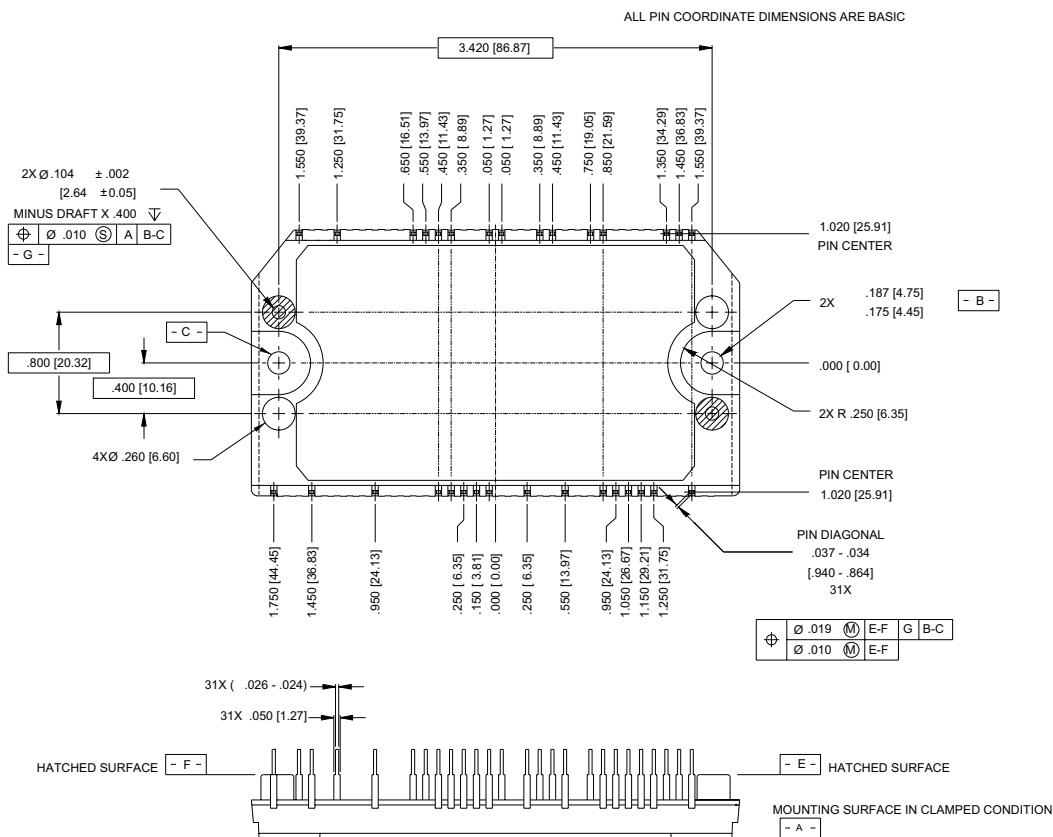 ALL PIN COORDINATE DIMENSIONS ARE BASIC
3.420 [86.87]
1.550 [39.37]
1.250 [31.75]
.650 [16.51]
.550 [13.97]
.450 [11.43]
.350 [ 8.89]
.050 [ 1.27]
.050 [ 1.27]
.350 [ 8.89]
.450 [11.43]
.750 [19.05]
.850 [21.59]
1.350 [34.29]
1.450 [36.83]
1.550 [39.37]
2X Ø .104 ± .002
[2.64 ±0.05]
MINUS DRAFT X .400
Ø .010 Ⓢ A B-C
- G -
1.020 [25.91]
PIN CENTER
2X .187 [4.75]
.175 [4.45]
- B -
- C -
.800 [20.32]
.400 [10.16]
.000 [ 0.00]
2X R .250 [6.35]
4XØ .260 [6.60]
PIN CENTER
1.020 [25.91]
PIN DIAGONAL
.037 - .034
[.940 - .864]
31X
1.750 [44.45]
1.450 [36.83]
.950 [24.13]
.250 [ 6.35]
.150 [ 3.81]
.000 [ 0.00]
.250 [ 6.35]
.550 [13.97]
.950 [24.13]
1.050 [26.67]
1.150 [29.21]
1.250 [31.75]
Ø .019 Ⓜ E-F G B-C
Ø .010 Ⓜ E-F
31X ( .026 - .024)
31X .050 [1.27]
HATCHED SURFACE - F -
- E - HATCHED SURFACE
MOUNTING SURFACE IN CLAMPED CONDITION
- A -